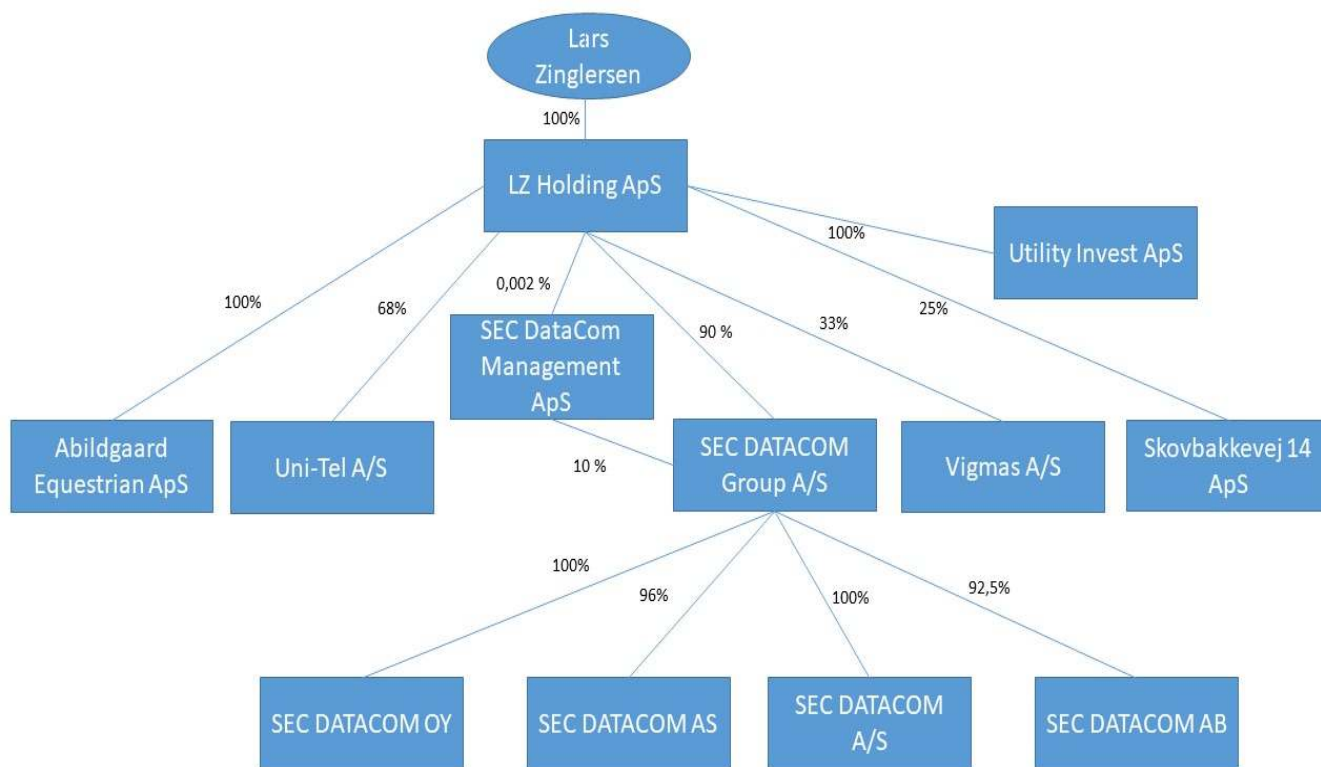 Lars
Zinglersen
100%
LZ Holding ApS
100%
Utility Invest ApS
0,002 %
100%
68%
25%
33%
90 %
SEC DataCom
Management
ApS
Abildgaard
Equestrian ApS
Uni-Tel A/S
10 %
SEC DATACOM
Group A/S
Vigmas A/S
Skovbakkevej 14
ApS
100%
96%
100%
92,5%
SEC DATACOM OY
SEC DATACOM AS
SEC DATACOM
A/S
SEC DATACOM AB